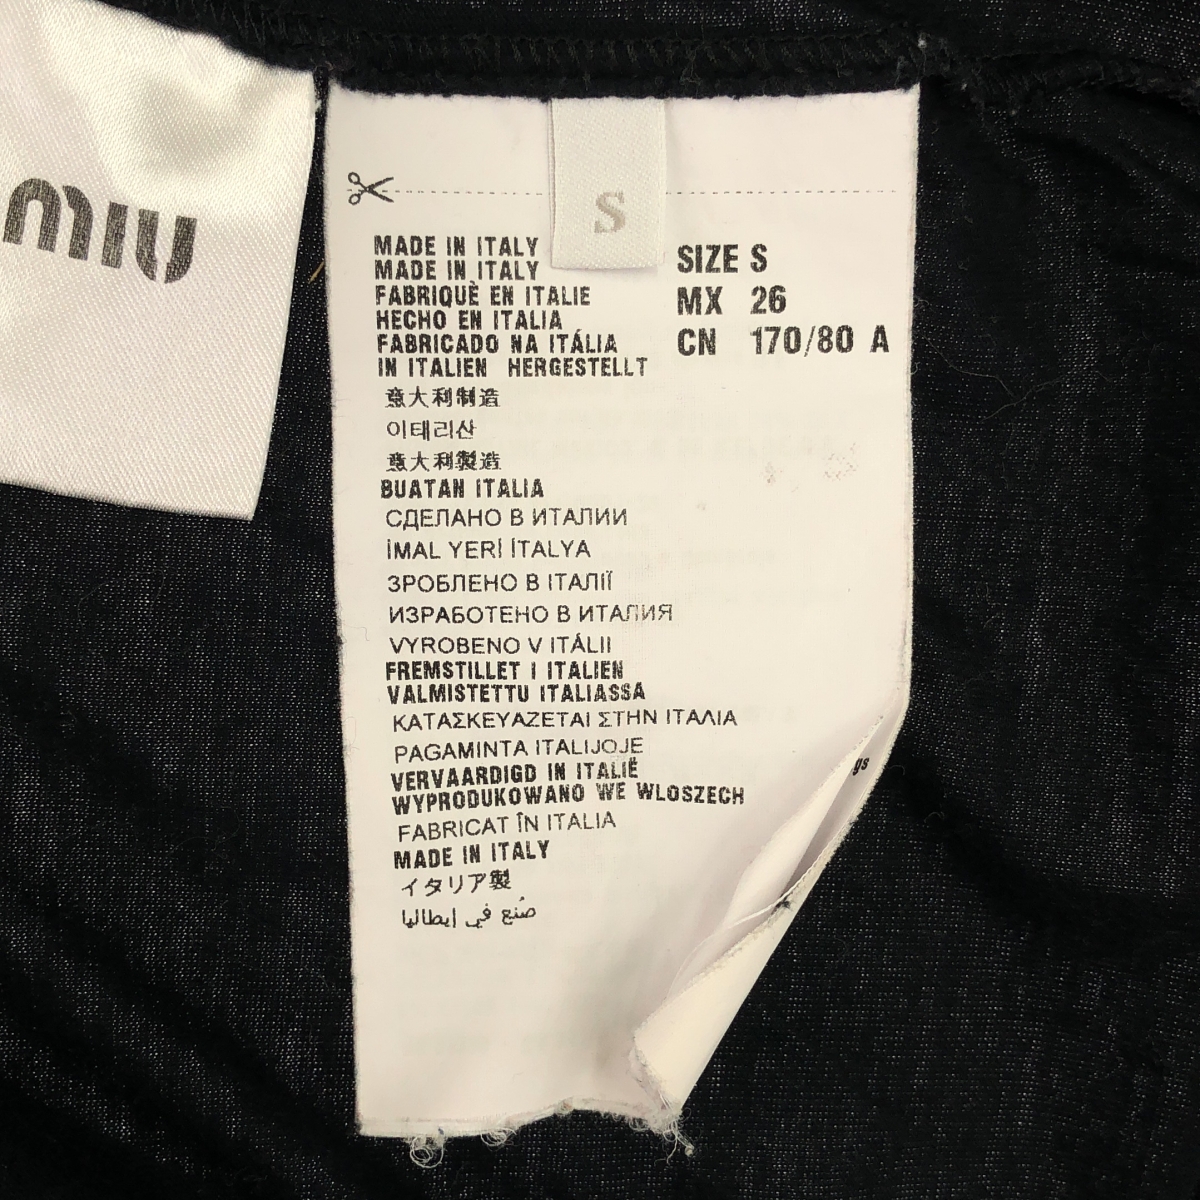 MIU
S
MADE IN ITALY
MADE IN ITALY
FABRIQUÈ EN ITALIE
HECHO EN ITALIA
FABRICADO NA ITÁLIA
IN ITALIEN HERGESTELLT
意大利制造
이태리산
意大利製造
BUATAN ITALIA
СДЕЛАНО В ИТАЛИИ
İMAL YERİ İTALYA
ЗРОБЛЕНО В ІТАЛІЇ
ИЗРАБОТЕНО В ИТАЛИЯ
VYROBENO V ITÁLII
FREMSTILLET I ITALIEN
VALMISTETTU ITALIASSA
ΚΑΤΑΣΚΕΥΑΖΕΤΑΙ ΣΤΗΝ ΙΤΑΛΙΑ
PAGAMINTA ITALIJOJE
VERVAARDIGD IN ITALIË
WYPRODUKOWANO WE WLOSZECH
FABRICAT ÎN ITALIA
MADE IN ITALY
イタリア製
صُنع في إيطاليا
SIZE S
MX 26
CN 170/80 A
gs